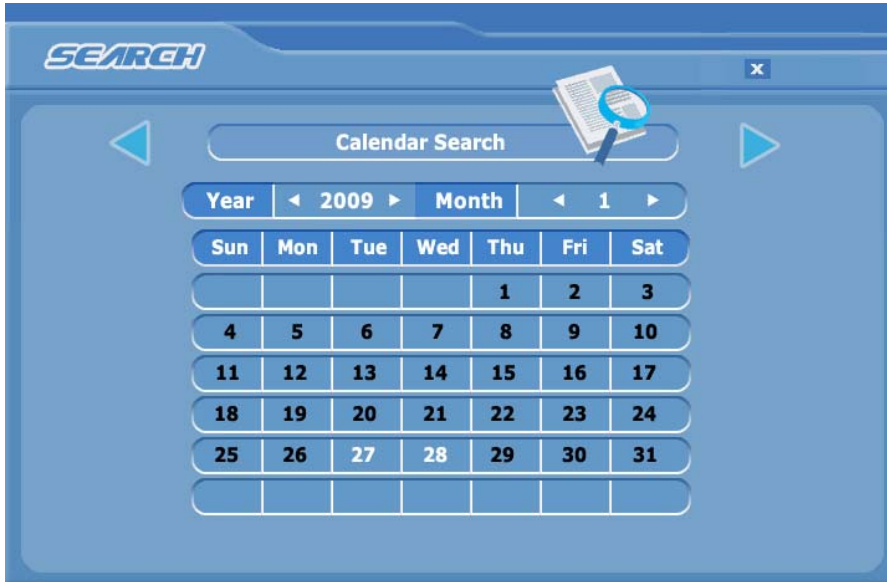 SEARCH
X
Calendar Search
Year 2009 Month 1
Sun Mon Tue Wed Thu Fri Sat
1 2 3
4 5 6 7 8 9 10
11 12 13 14 15 16 17
18 19 20 21 22 23 24
25 26 27 28 29 30 31